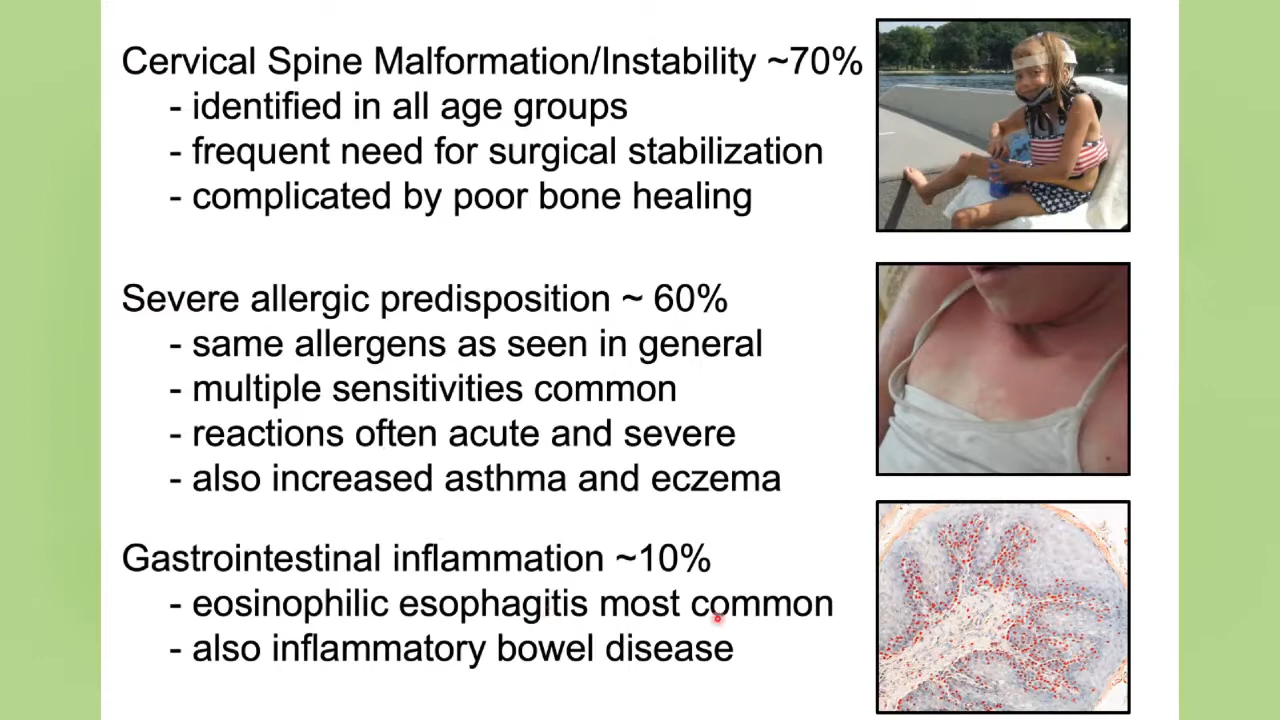 Cervical Spine Malformation/Instability ~70%
- identified in all age groups
- frequent need for surgical stabilization
- complicated by poor bone healing
Severe allergic predisposition ~ 60%
- same allergens as seen in general
- multiple sensitivities common
- reactions often acute and severe
- also increased asthma and eczema
Gastrointestinal inflammation ~10%
- eosinophilic esophagitis most common
- also inflammatory bowel disease